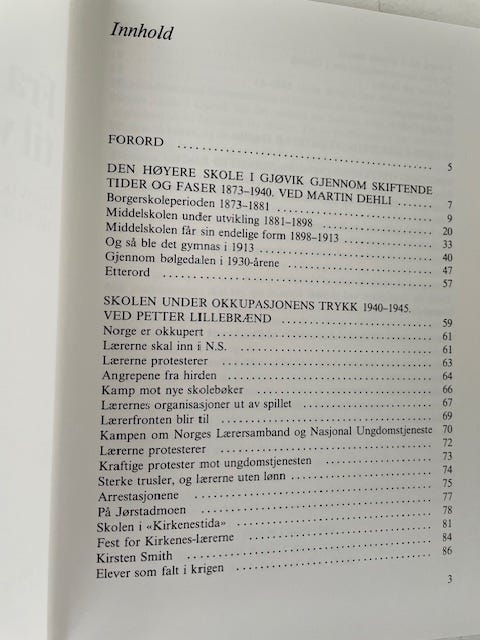 Innhold
FORORD .......... 5
DEN HØYERE SKOLE I GJØVIK GJENNOM SKIFTENDE
TIDER OG FASER 1873–1940. VED MARTIN DEHLI ...... 7
Borgerskoleperioden 1873–1881 .......... 9
Middelskolen under utvikling 1881–1898 .......... 20
Middelskolen får sin endelige form 1898–1913 .......... 33
Og så ble det gymnas i 1913 .......... 40
Gjennom bølgedalen i 1930-årene .......... 47
Etterord .......... 57
SKOLEN UNDER OKKUPASJONENS TRYKK 1940–1945.
VED PETTER LILLEBRÆND .......... 59
Norge er okkupert .......... 61
Lærerne skal inn i N.S. .......... 61
Lærerne protesterer .......... 63
Angrepene fra hirden .......... 64
Kamp mot nye skolebøker .......... 66
Lærernes organisasjoner ut av spillet .......... 67
Lærerfronten blir til .......... 69
Kampen om Norges Lærersamband og Nasjonal Ungdomstjeneste 70
Lærerne protesterer .......... 72
Kraftige protester mot ungdomstjenesten .......... 73
Sterke trusler, og lærerne uten lønn .......... 74
Arrestasjonene .......... 75
På Jørstadmoen .......... 77
Skolen i «Kirkenestida» .......... 78
Fest for Kirkenes-lærerne .......... 81
Kirsten Smith .......... 84
Elever som falt i krigen .......... 86
3